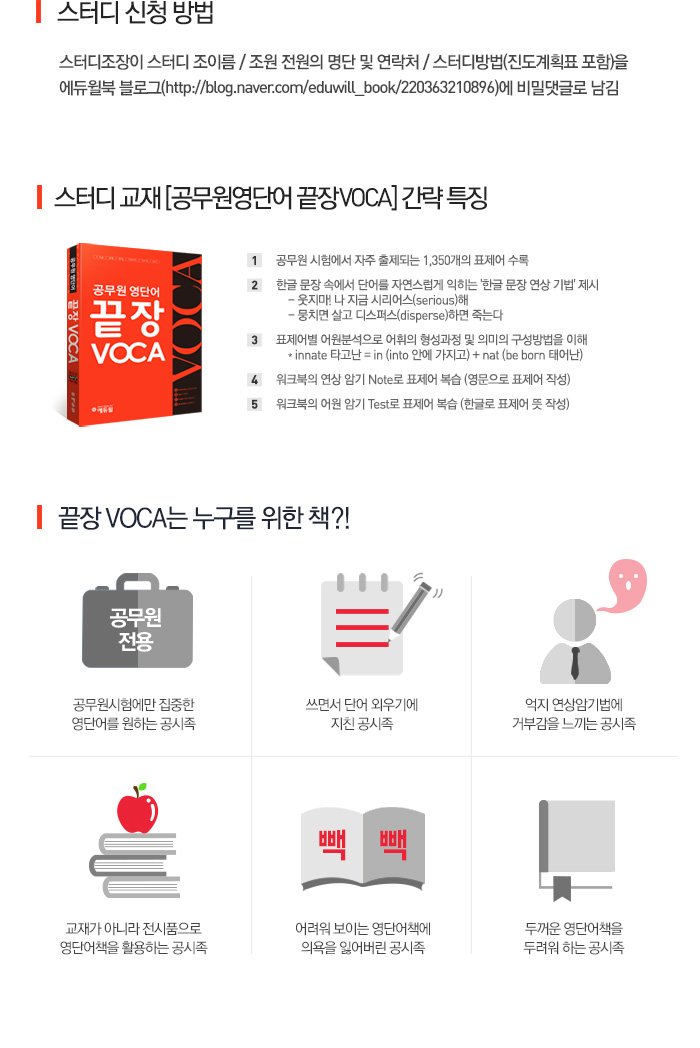 스터디 신청 방법
스터디조장이 스터디 조이름 / 조원 전원의 명단 및 연락처 / 스터디방법(진도계획표 포함)을
에듀윌북 블로그(http://blog.naver.com/eduwill_book/220363210896)에 비밀댓글로 남김
스터디 교재 [공무원영단어 끝장VOCA] 간략 특징
공무원 영단어
끝장
VOCA
VOCA
공무원 영단어
끝장 VOCA
에듀윌
1 공무원 시험에서 자주 출제되는 1,350개의 표제어 수록
2 한글 문장 속에서 단어를 자연스럽게 익히는 '한글 문장 연상 기법' 제시
- 웃지마! 나 지금 시리어스(serious)해
- 뭉치면 살고 디스퍼스(disperse)하면 죽는다
3 표제어별 어원분석으로 어휘의 형성과정 및 의미의 구성방법을 이해
* innate 타고난 = in (into 안에 가지고) + nat (be born 태어난)
4 워크북의 연상 암기 Note로 표제어 복습 (영문으로 표제어 작성)
5 워크북의 어원 암기 Test로 표제어 복습 (한글로 표제어 뜻 작성)
끝장 VOCA는 누구를 위한 책?!
공무원
전용
공무원시험에만 집중한
영단어를 원하는 공시족
쓰면서 단어 외우기에
지친 공시족
억지 연상암기법에
거부감을 느끼는 공시족
교재가 아니라 전시품으로
영단어책을 활용하는 공시족
빽 빽
어려워 보이는 영단어책에
의욕을 잃어버린 공시족
두꺼운 영단어책을
두려워 하는 공시족